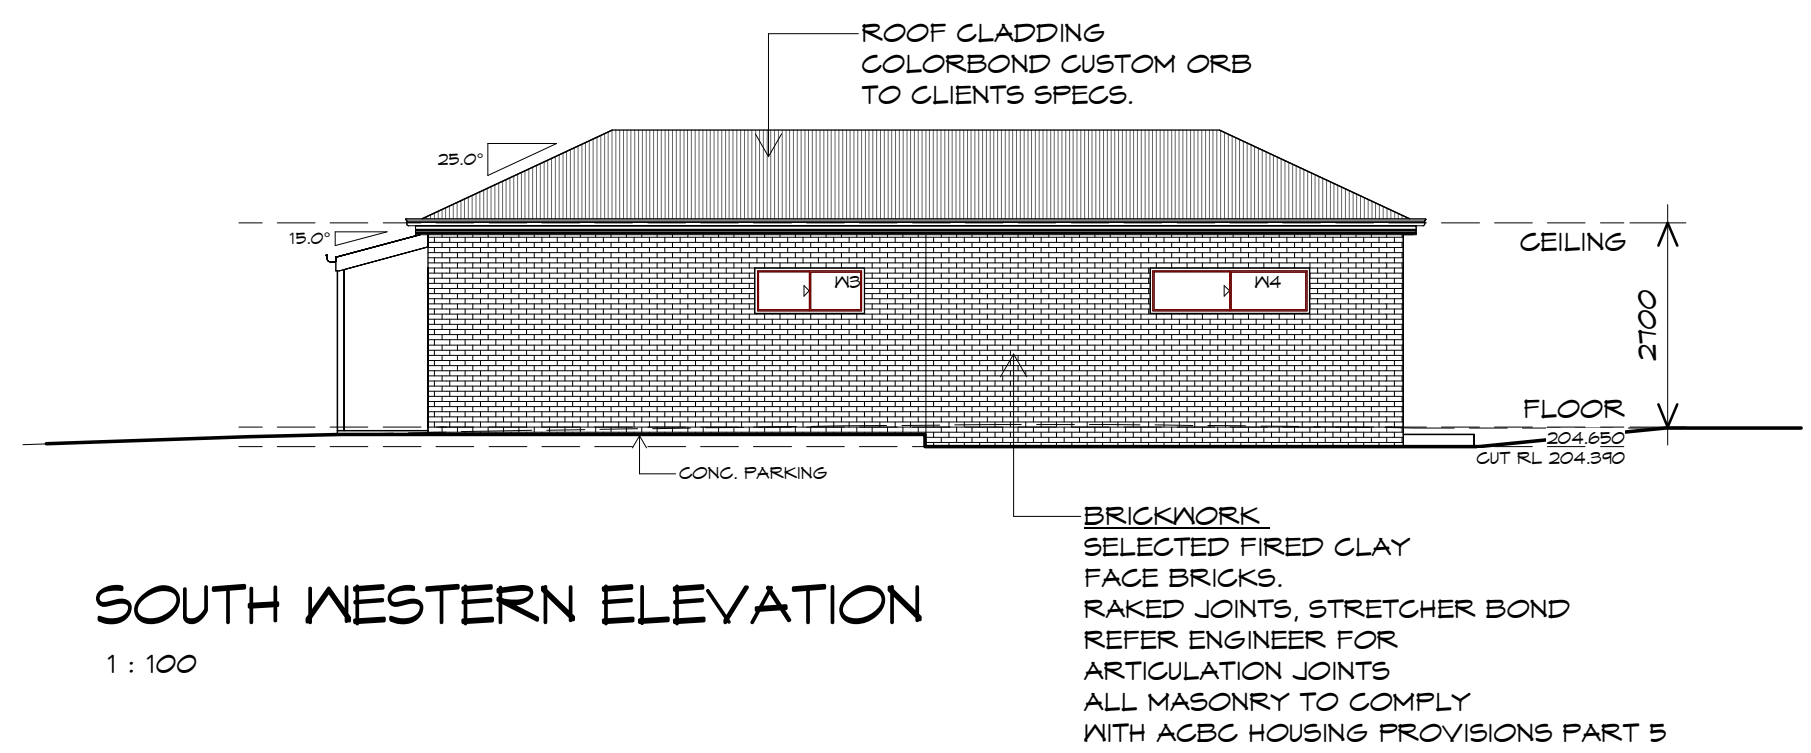 ROOF CLADDING
COLORBOND CUSTOM ORB
TO CLIENTS SPECS.
25.0°
15.0°
CEILING
W3
W4
2700
FLOOR
204.650
CUT RL 204.390
CONC. PARKING
BRICKWORK
SELECTED FIRED CLAY
FACE BRICKS.
RAKED JOINTS, STRETCHER BOND
REFER ENGINEER FOR
ARTICULATION JOINTS
ALL MASONRY TO COMPLY
WITH ACBC HOUSING PROVISIONS PART 5
SOUTH WESTERN ELEVATION
1 : 100